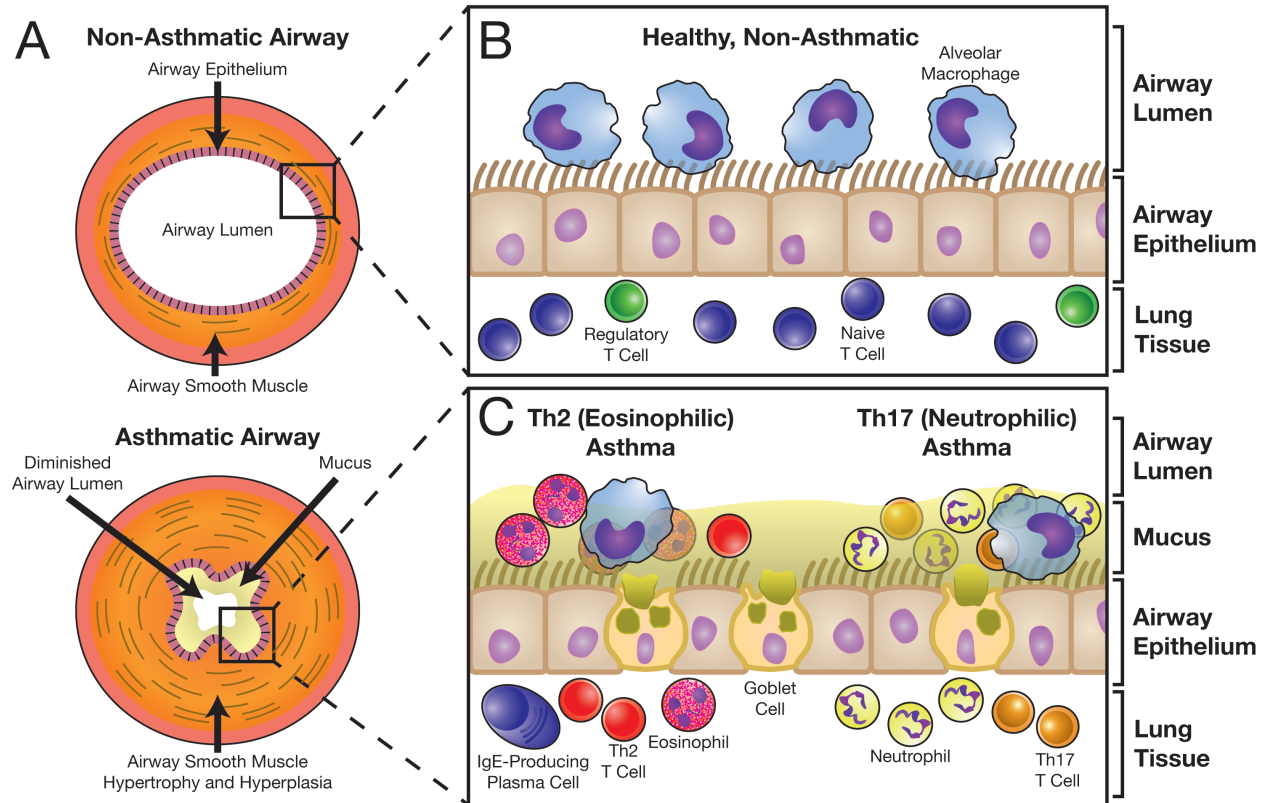 A
Non-Asthmatic Airway
Airway Epithelium
Airway Lumen
Airway Smooth Muscle
Asthmatic Airway
Diminished
Airway Lumen
Mucus
Airway Smooth Muscle
Hypertrophy and Hyperplasia
B
Healthy, Non-Asthmatic
Alveolar
Macrophage
Regulatory
T Cell
Naive
T Cell
Airway
Lumen
Airway
Epithelium
Lung
Tissue
C
Th2 (Eosinophilic)
Asthma
Th17 (Neutrophilic)
Asthma
IgE-Producing
Plasma Cell
Th2
T Cell
Eosinophil
Goblet
Cell
Neutrophil
Th17
T Cell
Airway
Lumen
Mucus
Airway
Epithelium
Lung
Tissue